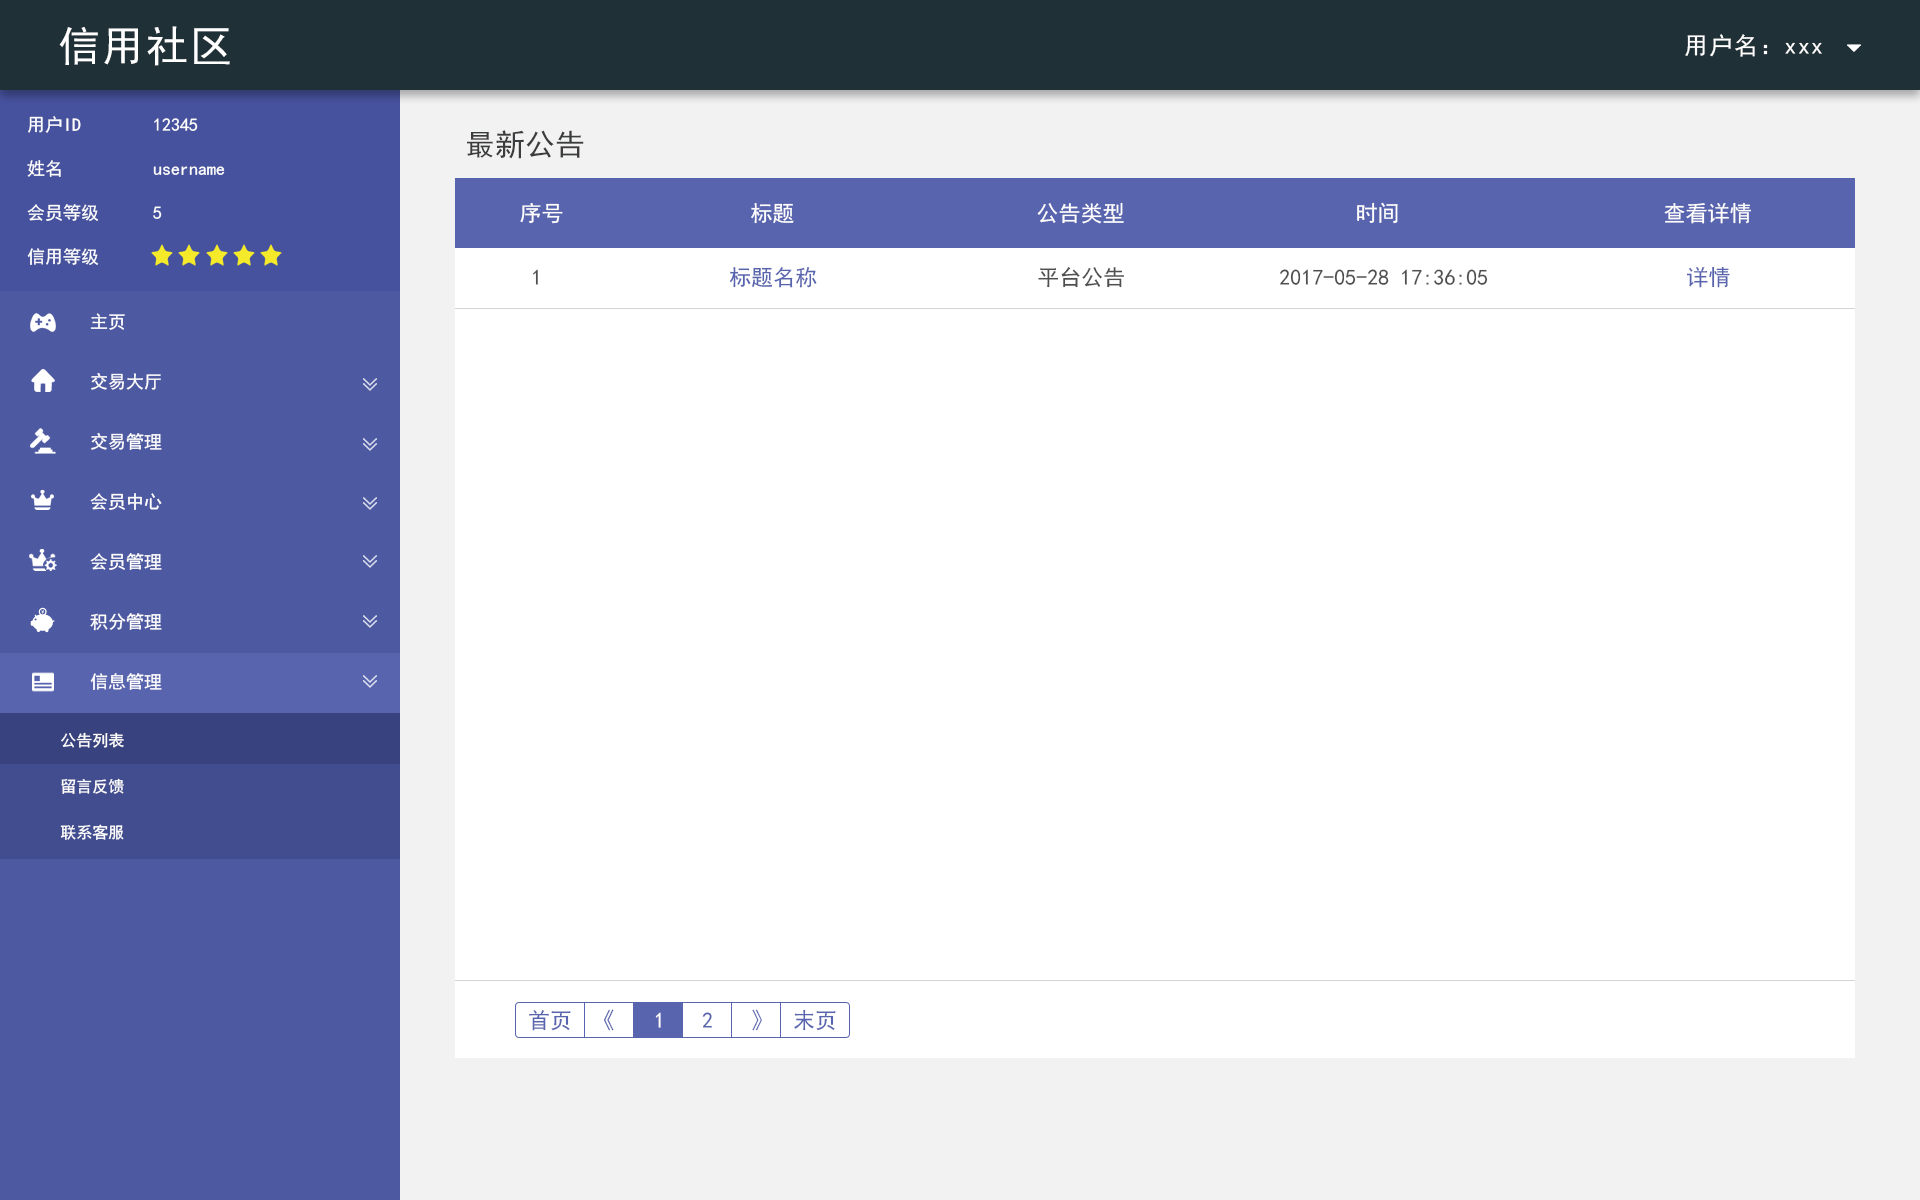 信用社区
用户名：xxx
用户ID 12345
姓名 username
会员等级 5
信用等级
主页
交易大厅
交易管理
会员中心
会员管理
积分管理
信息管理
公告列表
留言反馈
联系客服
最新公告
序号 标题 公告类型 时间 查看详情
1 标题名称 平台公告 2017-05-28 17:36:05 详情
首页 《 1 2 》 末页